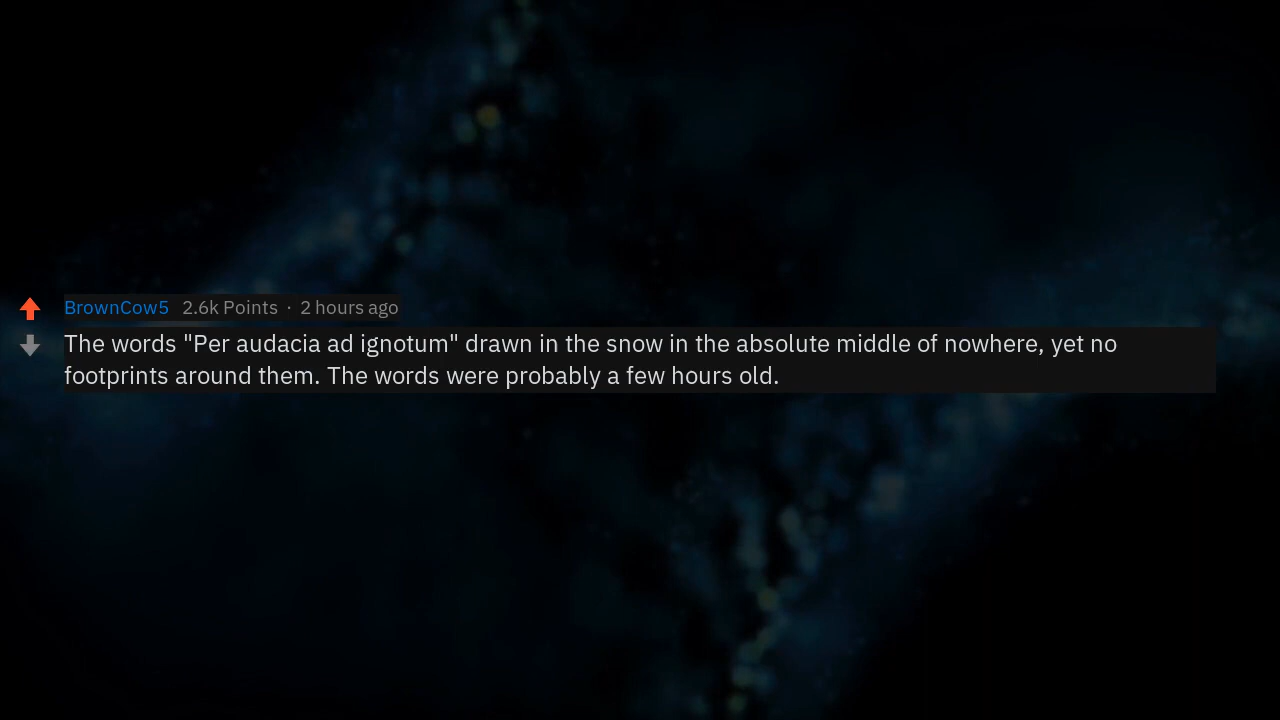 BrownCow5 2.6k Points · 2 hours ago
The words "Per audacia ad ignotum" drawn in the snow in the absolute middle of nowhere, yet no
footprints around them. The words were probably a few hours old.